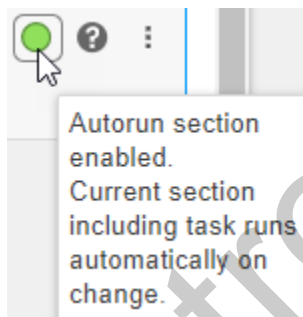 Autorun section
enabled.
Current section
including task runs
automatically on
change.